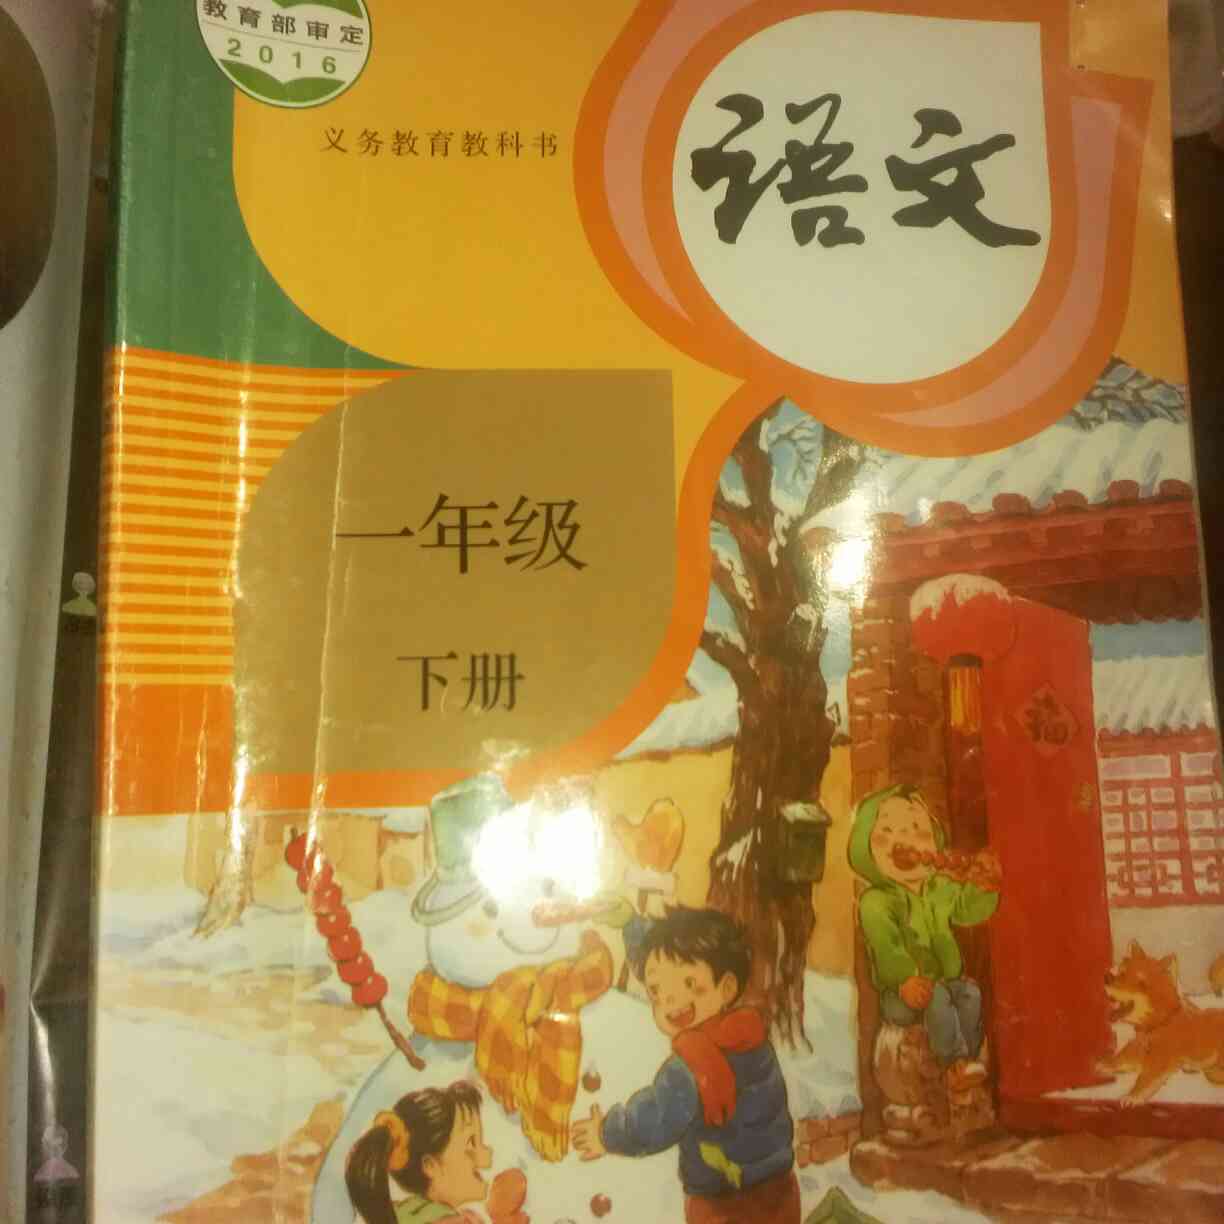 教育部审定
2016
义务教育教科书
语文
一年级
下册
福